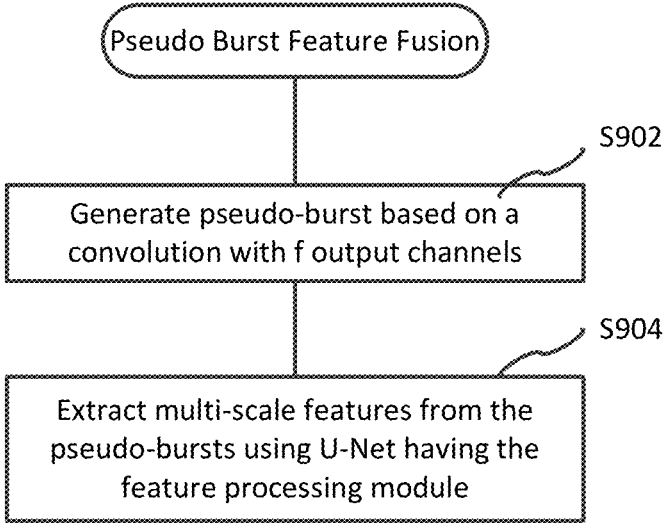 Pseudo Burst Feature Fusion
S902
Generate pseudo-burst based on a
convolution with f output channels
S904
Extract multi-scale features from the
pseudo-bursts using U-Net having the
feature processing module